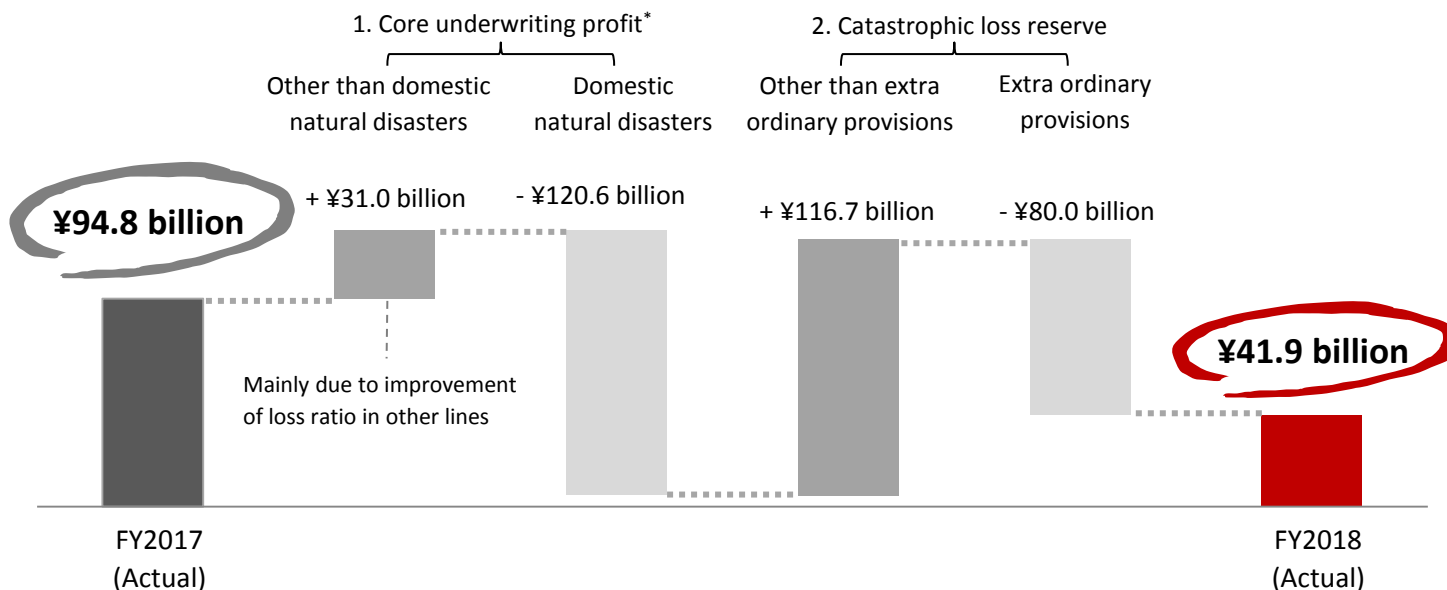 1. Core underwriting profit*
2. Catastrophic loss reserve
Other than domestic
natural disasters
Domestic
natural disasters
Other than extra
ordinary provisions
Extra ordinary
provisions
¥94.8 billion
+ ¥31.0 billion
- ¥120.6 billion
+ ¥116.7 billion
- ¥80.0 billion
¥41.9 billion
Mainly due to improvement
of loss ratio in other lines
FY2017
(Actual)
FY2018
(Actual)